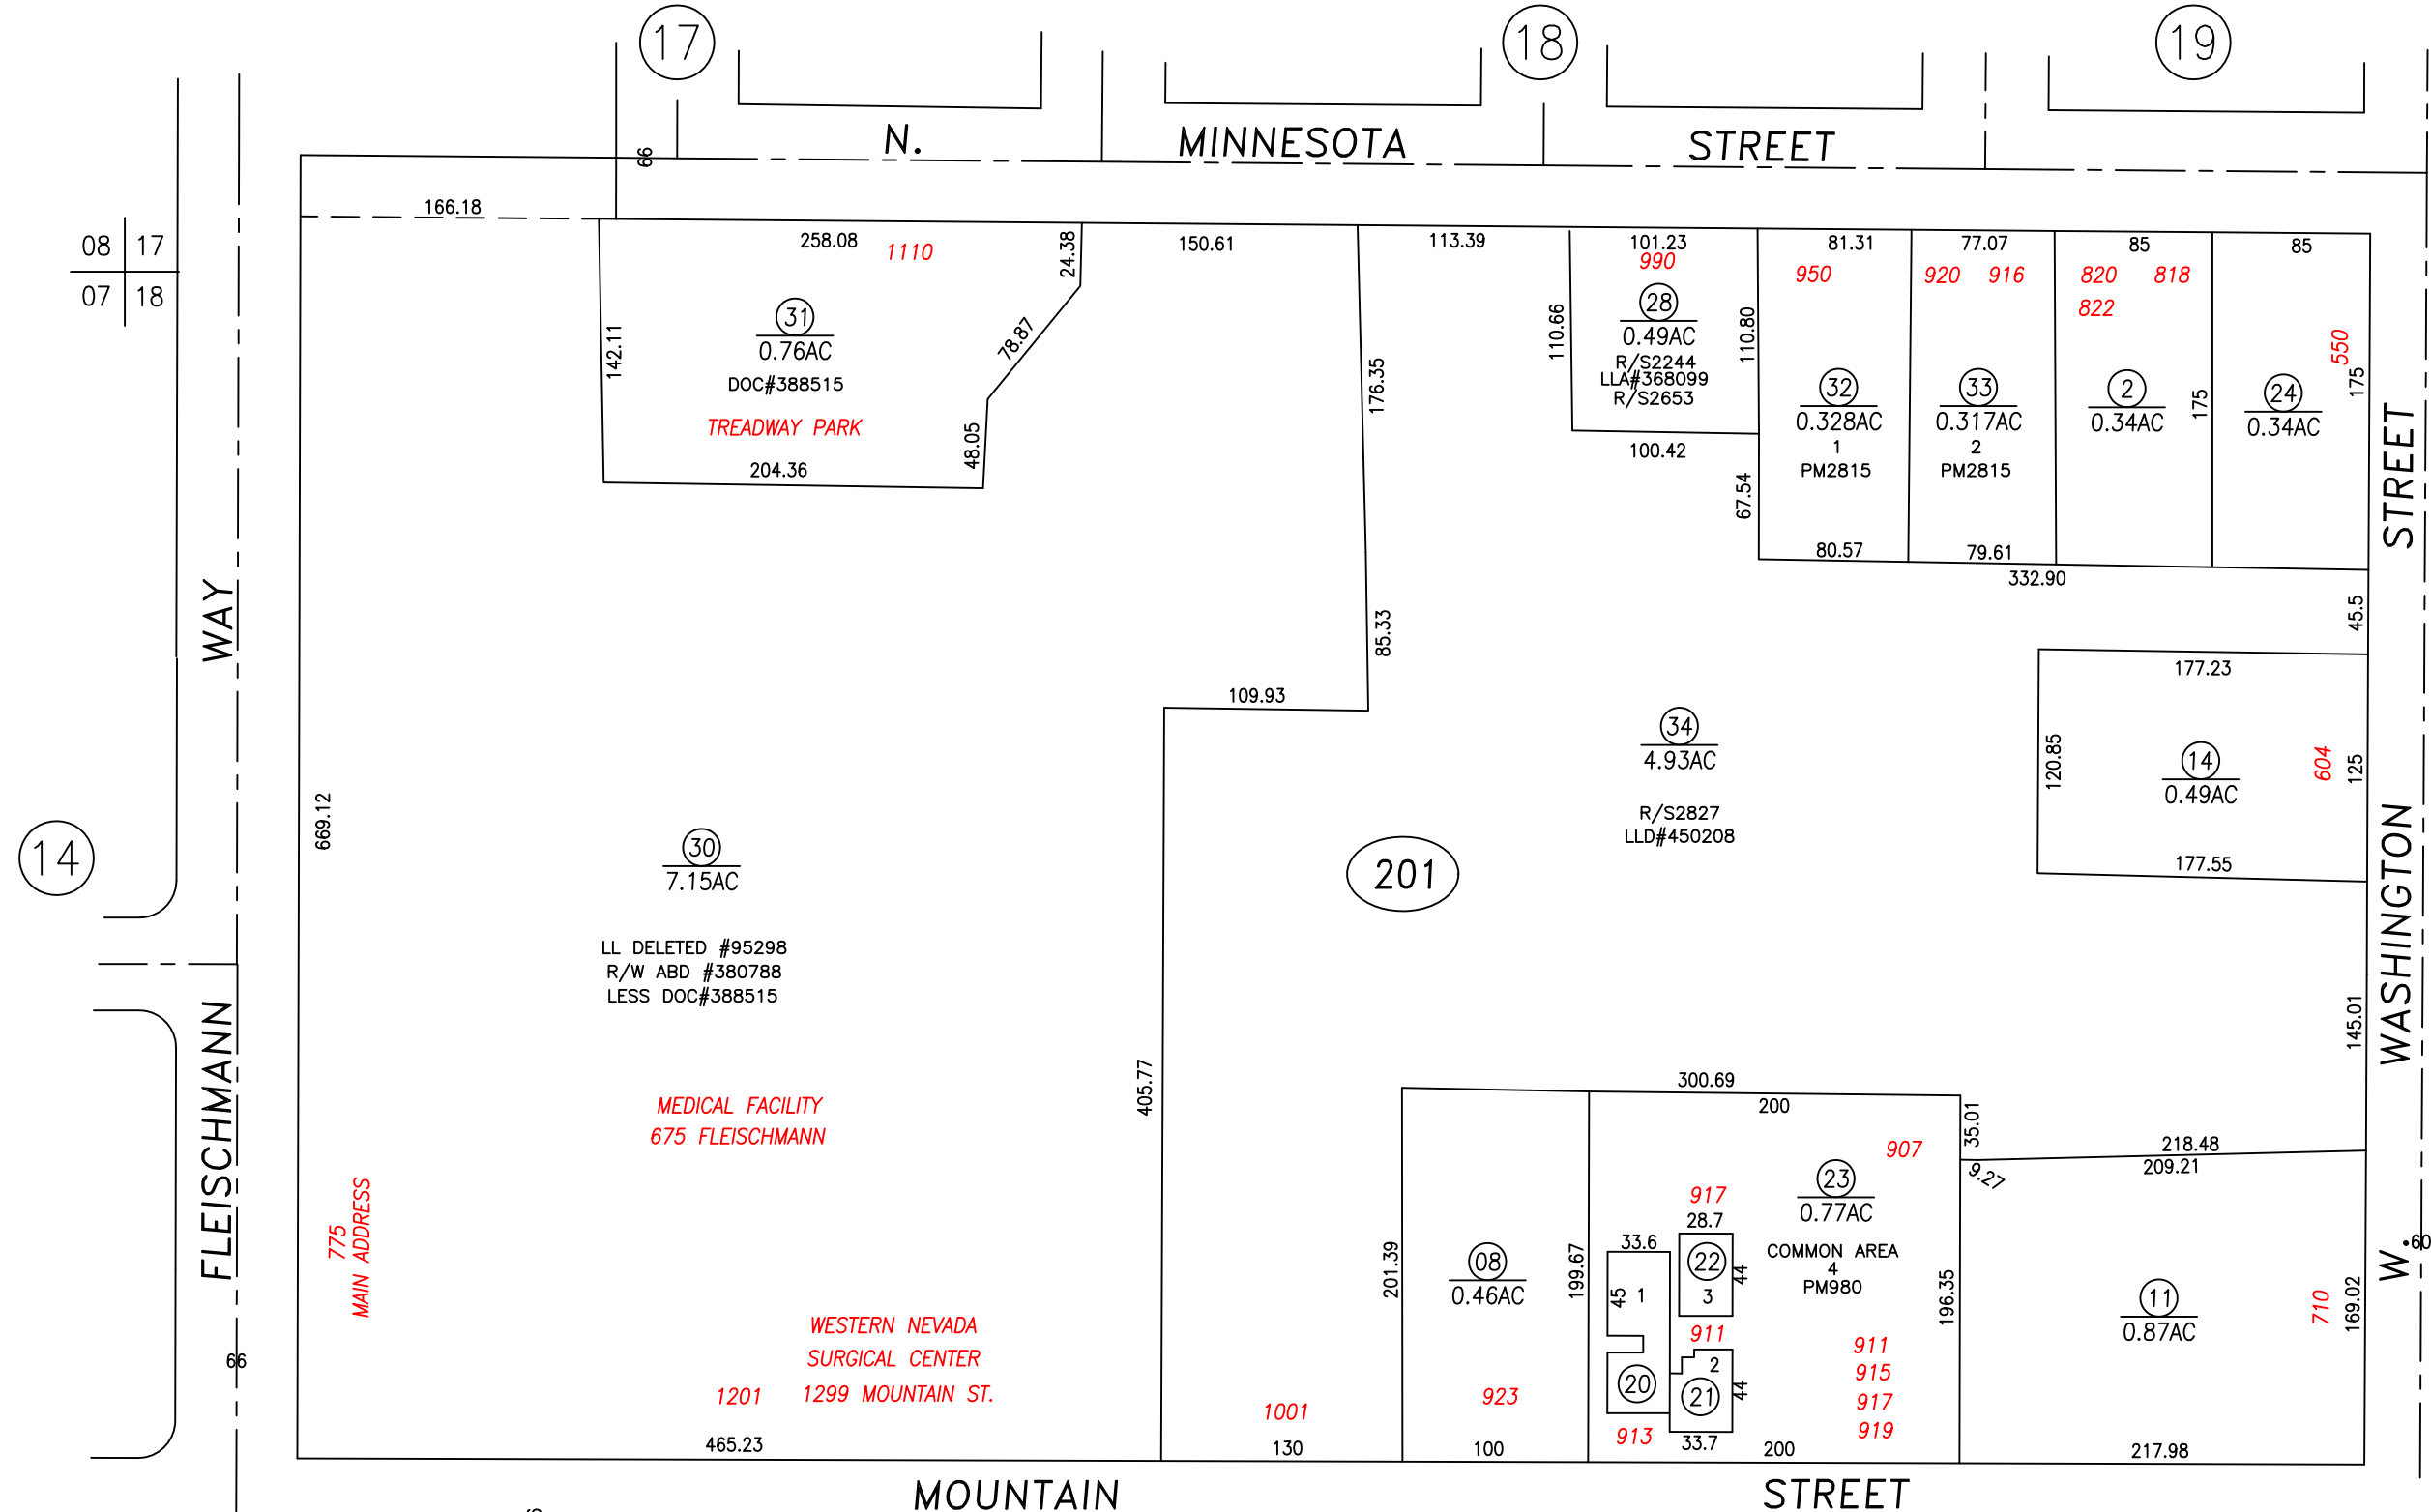 17
18
19
N. MINNESOTA STREET
66
166.18
08 17
07 18
258.08
1110
24.38
150.61
113.39
101.23
990
81.31
77.07
85
85
950
920 916
820 818
822
31
0.76AC
DOC#388515
TREADWAY PARK
142.11
78.87
48.05
204.36
176.35
110.66
28
0.49AC
R/S2244
LLA#368099
R/S2653
110.80
100.42
67.54
32
0.328AC
1
PM2815
33
0.317AC
2
PM2815
2
0.34AC
175
24
0.34AC
550
175
80.57
79.61
332.90
45.5
85.33
109.93
177.23
120.85
14
0.49AC
604
125
177.55
34
4.93AC
R/S2827
LLD#450208
201
WAY
FLEISCHMANN
14
669.12
30
7.15AC
LL DELETED #95298
R/W ABD #380788
LESS DOC#388515
MEDICAL FACILITY
675 FLEISCHMANN
775
MAIN ADDRESS
WESTERN NEVADA
SURGICAL CENTER
1201
1299 MOUNTAIN ST.
465.23
66
405.77
1001
130
300.69
200
35.01
218.48
209.21
9.27
145.01
201.39
08
0.46AC
923
100
199.67
907
23
0.77AC
COMMON AREA
4
PM980
917
28.7
33.6
22
3
44
45
1
911
2
20
21
44
913
33.7
911
915
917
919
200
196.35
11
0.87AC
710
169.02
217.98
60
W. WASHINGTON STREET
MOUNTAIN STREET